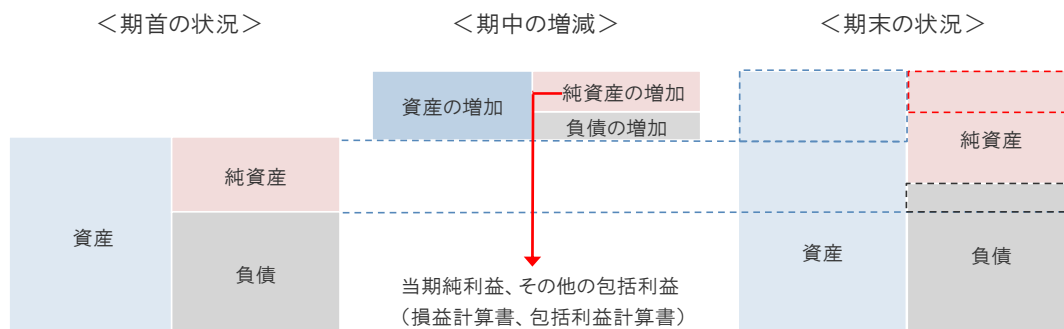 ＜期首の状況＞
＜期中の増減＞
＜期末の状況＞
資産の増加
純資産の増加
負債の増加
純資産
資産
負債
当期純利益、その他の包括利益
（損益計算書、包括利益計算書）
純資産
資産
負債